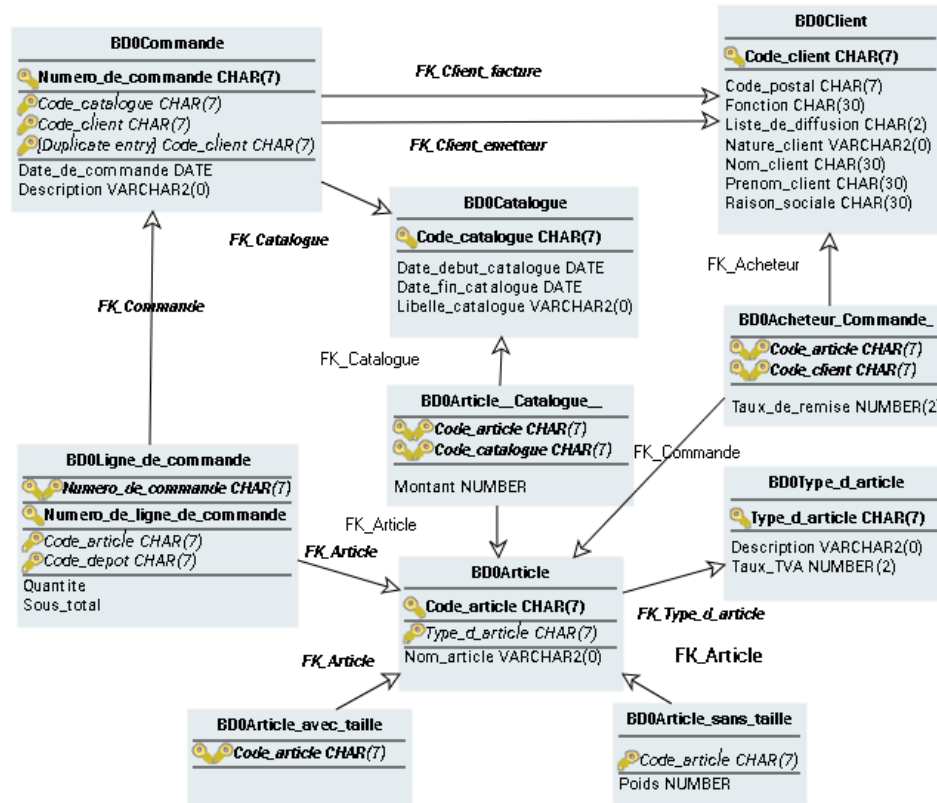 BD0Commande
Numero_de_commande CHAR(7)
Code_catalogue CHAR(7)
Code_client CHAR(7)
[Duplicate entry] Code_client CHAR(7)
Date_de_commande DATE
Description VARCHAR2(0)
FK_Client_facture
FK_Client_emetteur
BD0Client
Code_client CHAR(7)
Code_postal CHAR(7)
Fonction CHAR(30)
Liste_de_diffusion CHAR(2)
Nature_client VARCHAR2(0)
Nom_client CHAR(30)
Prenom_client CHAR(30)
Raison_sociale CHAR(30)
FK_Catalogue
BD0Catalogue
Code_catalogue CHAR(7)
Date_debut_catalogue DATE
Date_fin_catalogue DATE
Libelle_catalogue VARCHAR2(0)
FK_Acheteur
FK_Commande
BD0Acheteur_Commande_
Code_article CHAR(7)
Code_client CHAR(7)
Taux_de_remise NUMBER(2)
FK_Catalogue
BD0Article__Catalogue__
Code_article CHAR(7)
Code_catalogue CHAR(7)
Montant NUMBER
FK_Commande
BD0Ligne_de_commande
Numero_de_commande CHAR(7)
Numero_de_ligne_de_commande
Code_article CHAR(7)
Code_depot CHAR(7)
Quantite
Sous_total
FK_Article
FK_Article
BD0Type_d_article
Type_d_article CHAR(7)
Description VARCHAR2(0)
Taux_TVA NUMBER(2)
BD0Article
Code_article CHAR(7)
Type_d_article CHAR(7)
Nom_article VARCHAR2(0)
FK_Type_d_article
FK_Article
FK_Article
BD0Article_avec_taille
Code_article CHAR(7)
BD0Article_sans_taille
Code_article CHAR(7)
Poids NUMBER